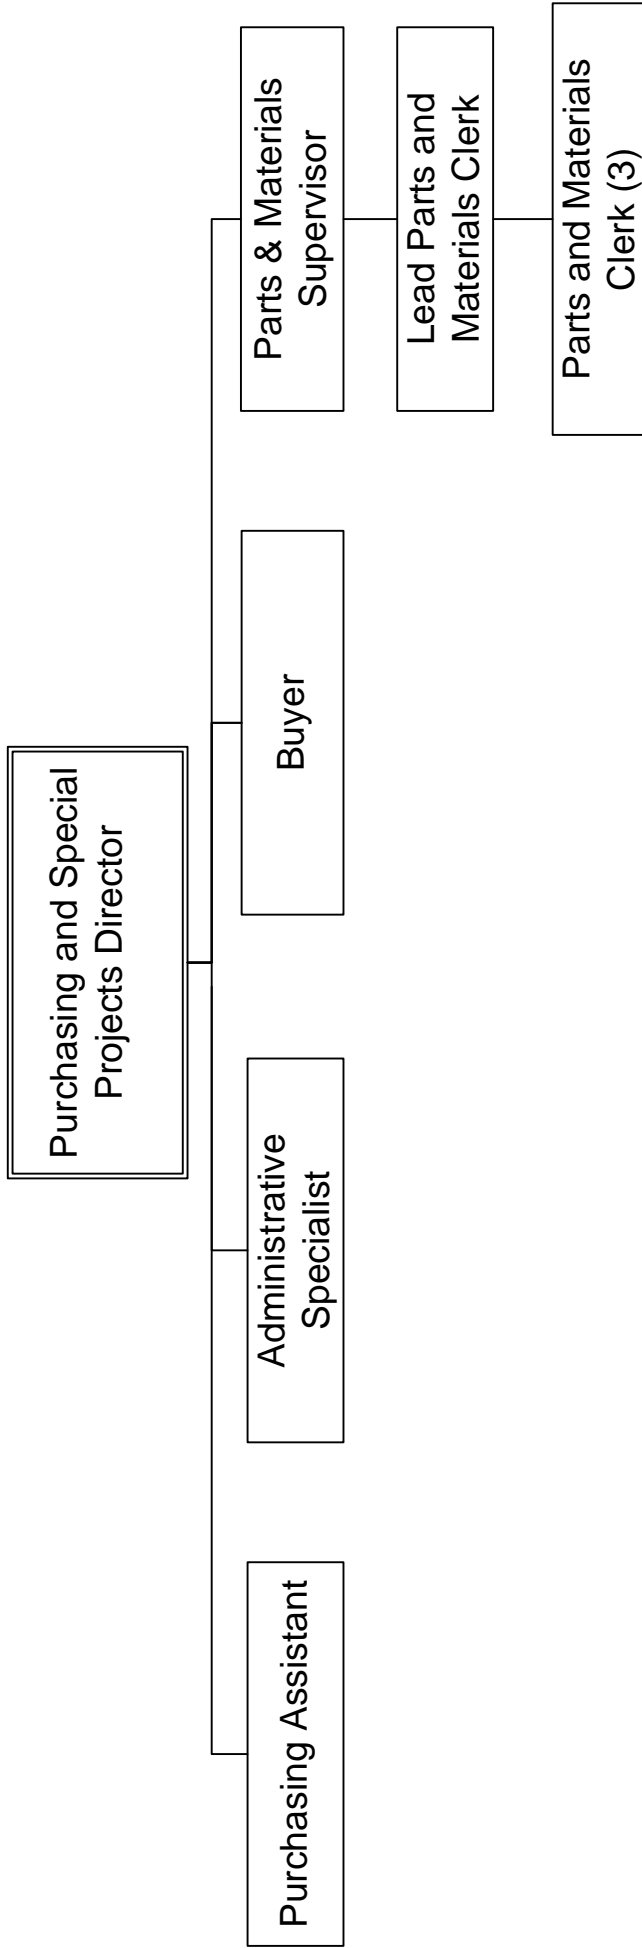 Purchasing and Special
Projects Director
Purchasing Assistant
Administrative
Specialist
Buyer
Parts & Materials
Supervisor
Lead Parts and
Materials Clerk
Parts and Materials
Clerk (3)